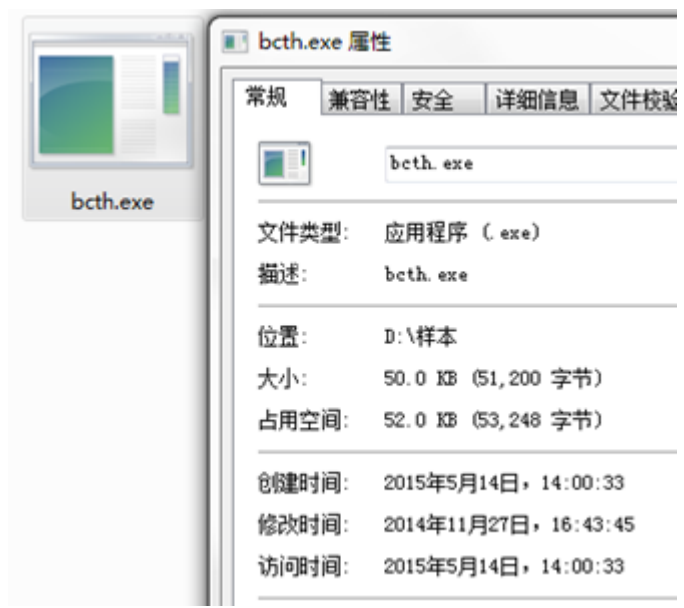 bcth.exe
bcth.exe 属性
常规 兼容性 安全 详细信息 文件校验
bcth.exe
文件类型: 应用程序 (.exe)
描述: bcth.exe
位置: D:\样本
大小: 50.0 KB (51,200 字节)
占用空间: 52.0 KB (53,248 字节)
创建时间: 2015年5月14日，14:00:33
修改时间: 2014年11月27日，16:43:45
访问时间: 2015年5月14日，14:00:33